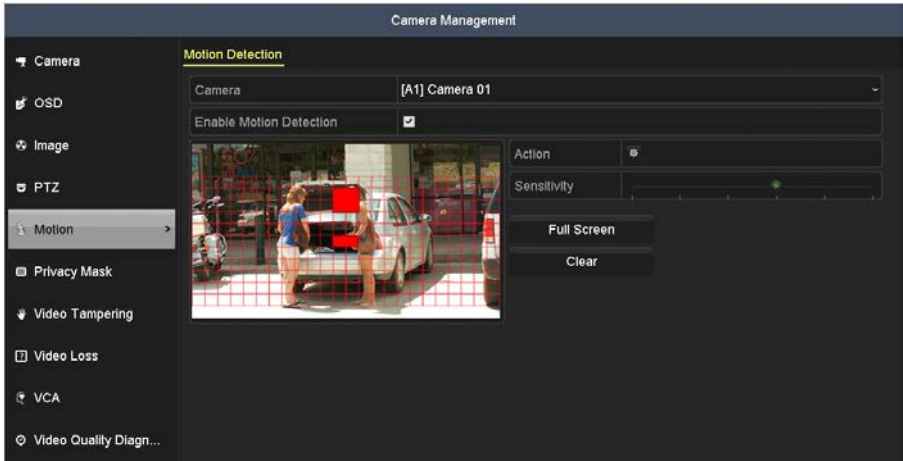 Camera Management
Camera
OSD
Image
PTZ
Motion
Privacy Mask
Video Tampering
Video Loss
VCA
Video Quality Diagn...
Motion Detection
Camera [A1] Camera 01
Enable Motion Detection
Action
Sensitivity
Full Screen
Clear